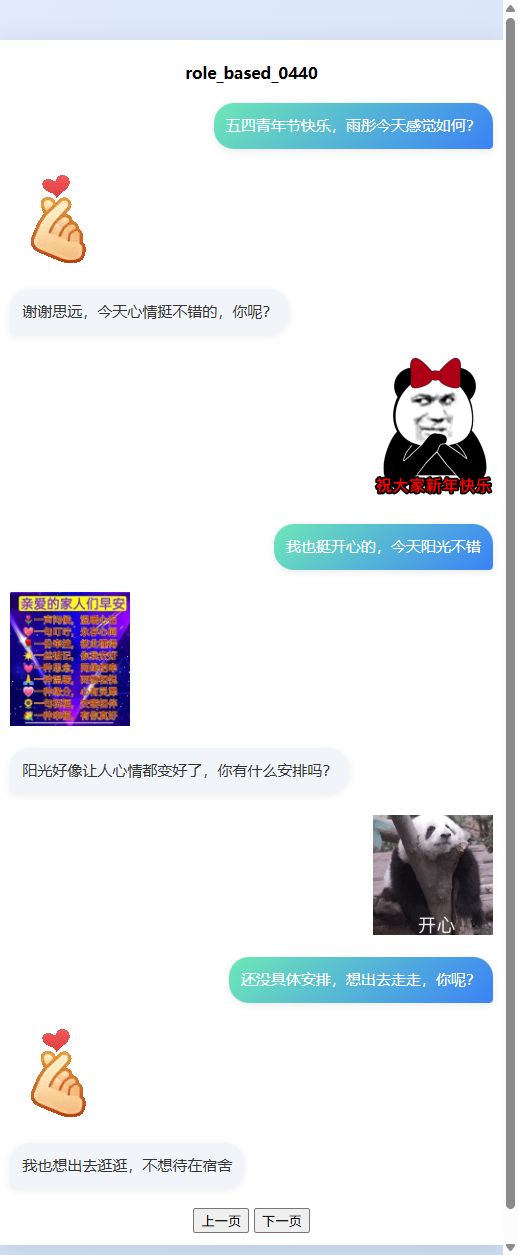 role_based_0440
五四青年节快乐，雨彤今天感觉如何？
谢谢思远，今天心情挺不错的，你呢？
祝大家新年快乐
我也挺开心的，今天阳光不错
亲爱的家人们早安
阳光好像让人心情都变好了，你有什么安排吗？
开心
还没具体安排，想出去走走，你呢？
我也想出去逛逛，不想待在宿舍
上一页 下一页